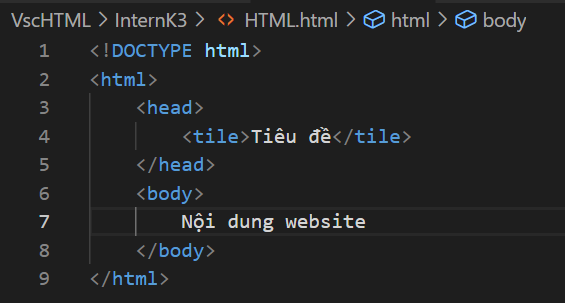 VscHTML > InternK3 > <> HTML.html > html > body
1 <!DOCTYPE html>
2 <html>
3 <head>
4 <tile>Tiêu đề</tile>
5 </head>
6 <body>
7 Nội dung website
8 </body>
9 </html>